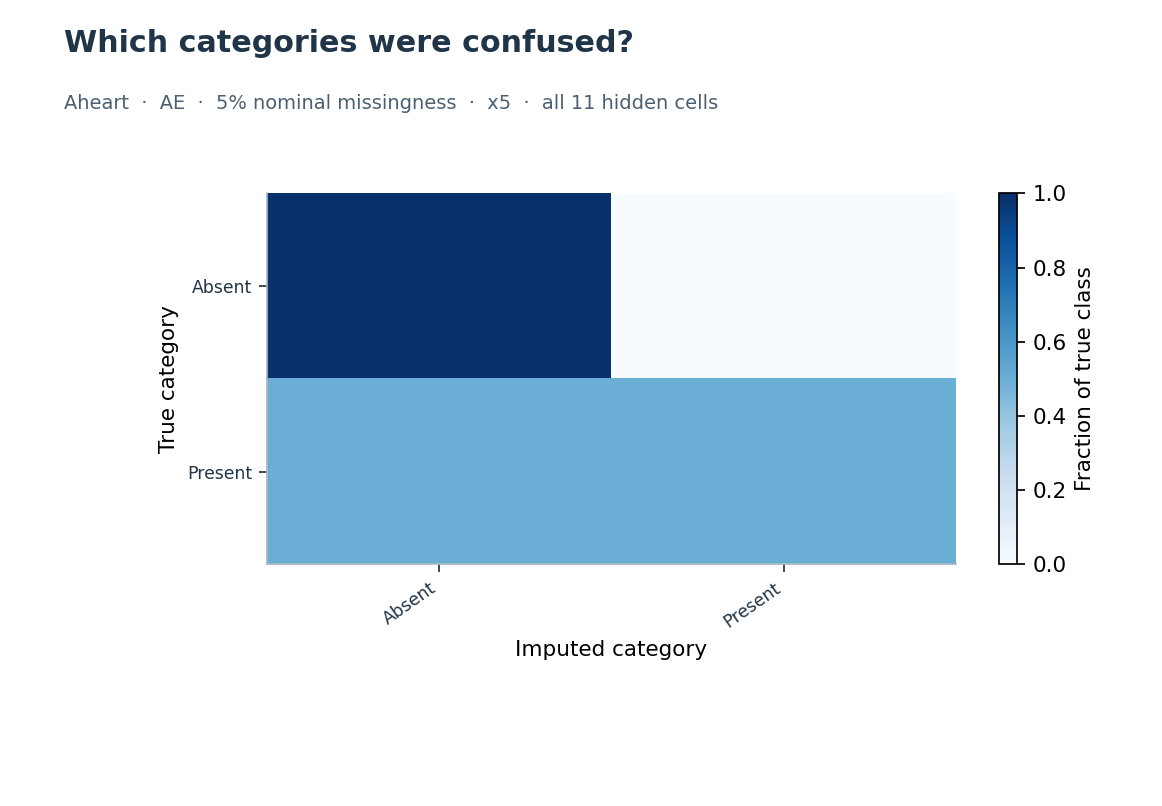 Which categories were confused?
Aheart · AE · 5% nominal missingness · x5 · all 11 hidden cells
True category
Absent
Present
Absent
Present
Imputed category
1.0
0.8
0.6
0.4
0.2
0.0
Fraction of true class